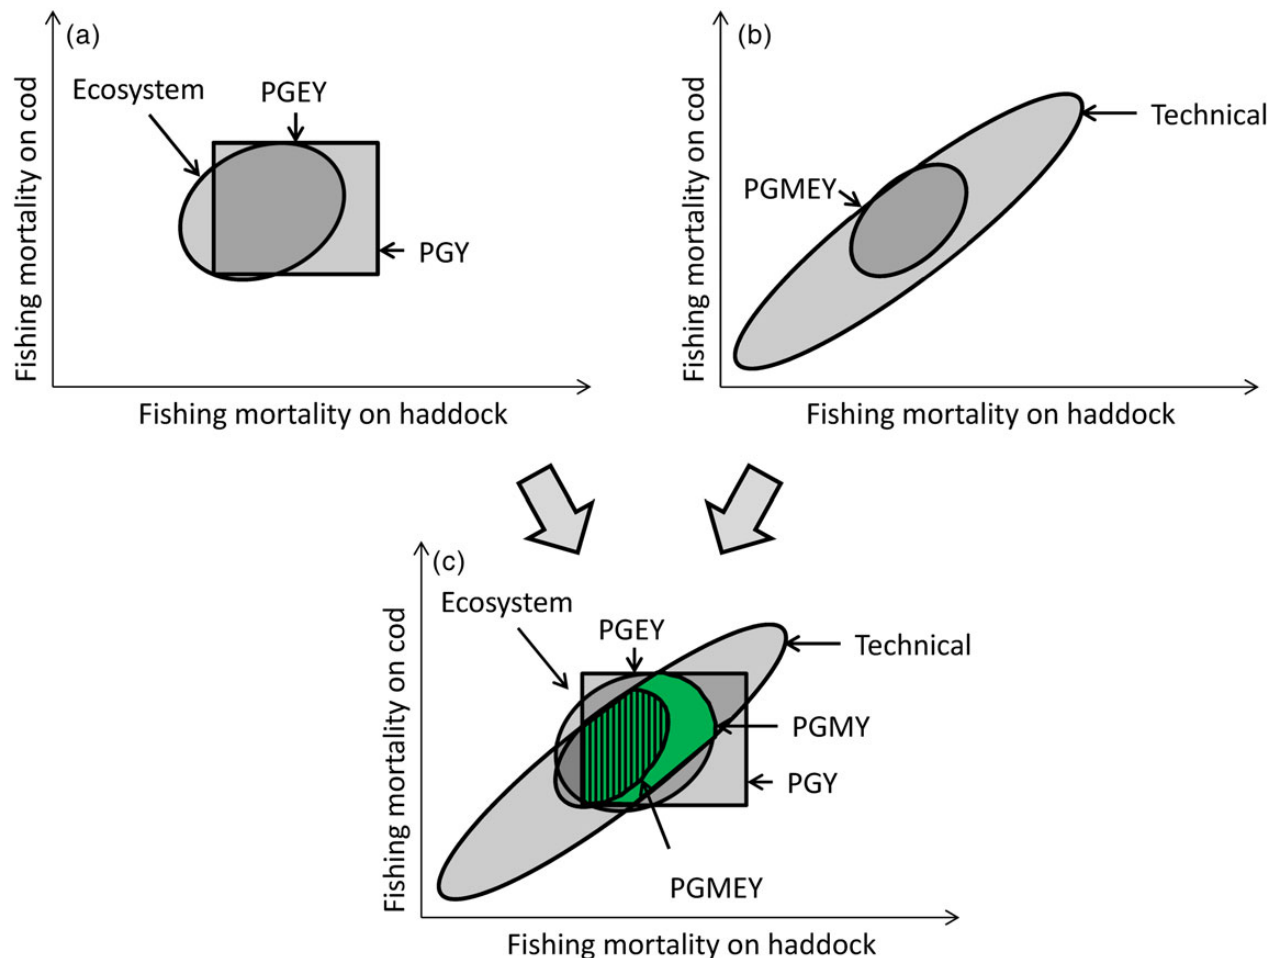 (a)
Ecosystem
PGEY
PGY
Fishing mortality on cod
Fishing mortality on haddock
(b)
Technical
PGMEY
Fishing mortality on cod
Fishing mortality on haddock
(c)
Ecosystem
PGEY
Technical
PGMY
PGY
PGMEY
Fishing mortality on cod
Fishing mortality on haddock